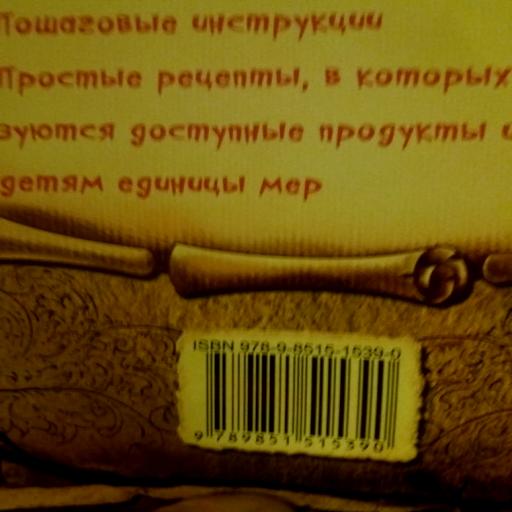 Пошаговые инструкции
Простые рецепты, в которых
зуются доступные продукты и
детям единицы мер
ISBN 978-9-8515-1539-0
9 789851 515390